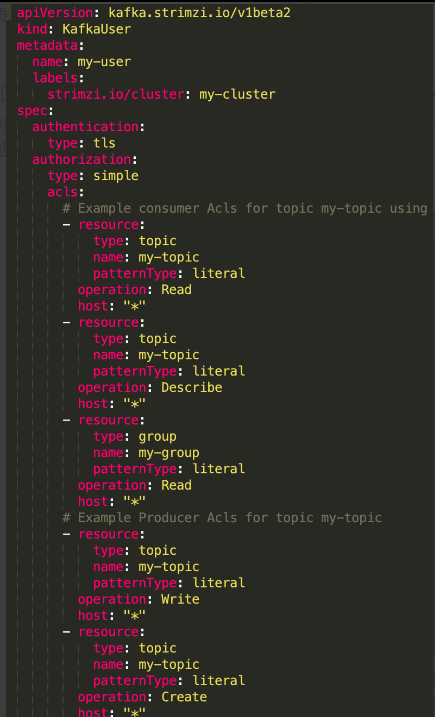 apiVersion: kafka.strimzi.io/v1beta2
kind: KafkaUser
metadata:
  name: my-user
  labels:
    strimzi.io/cluster: my-cluster
spec:
  authentication:
    type: tls
  authorization:
    type: simple
    acls:
      # Example consumer Acls for topic my-topic using
      - resource:
          type: topic
          name: my-topic
          patternType: literal
        operation: Read
        host: "*"
      - resource:
          type: topic
          name: my-topic
          patternType: literal
        operation: Describe
        host: "*"
      - resource:
          type: group
          name: my-group
          patternType: literal
        operation: Read
        host: "*"
      # Example Producer Acls for topic my-topic
      - resource:
          type: topic
          name: my-topic
          patternType: literal
        operation: Write
        host: "*"
      - resource:
          type: topic
          name: my-topic
          patternType: literal
        operation: Create
        host: "*"